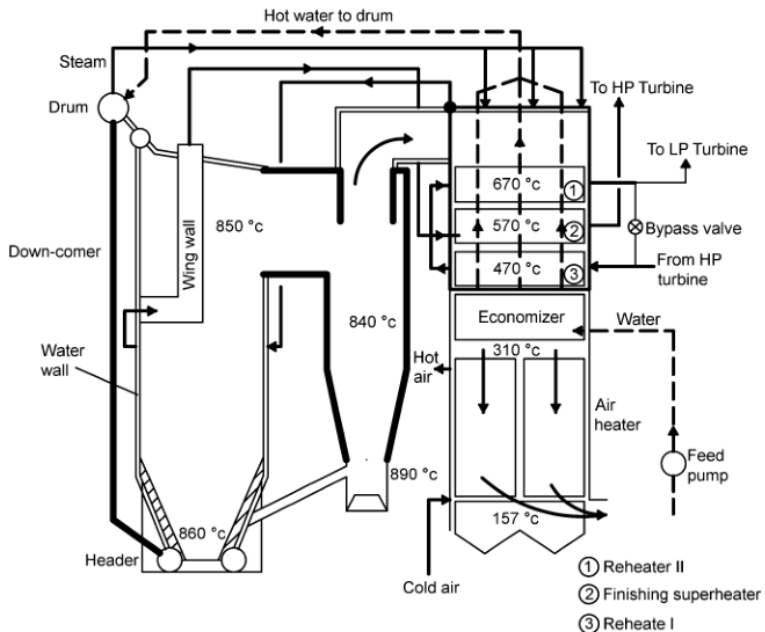 Hot water to drum
Steam
To HP Turbine
Drum
To LP Turbine
670 °c
1
Wing wall
850 °c
570 °c
2
Bypass valve
Down-comer
470 °c
3
From HP
turbine
840 °c
Economizer
Water
Water
wall
310 °c
Hot
air
Air
heater
Feed
pump
890 °c
860 °c
157 °c
Header
Cold air
1 Reheater II
2 Finishing superheater
3 Reheate I